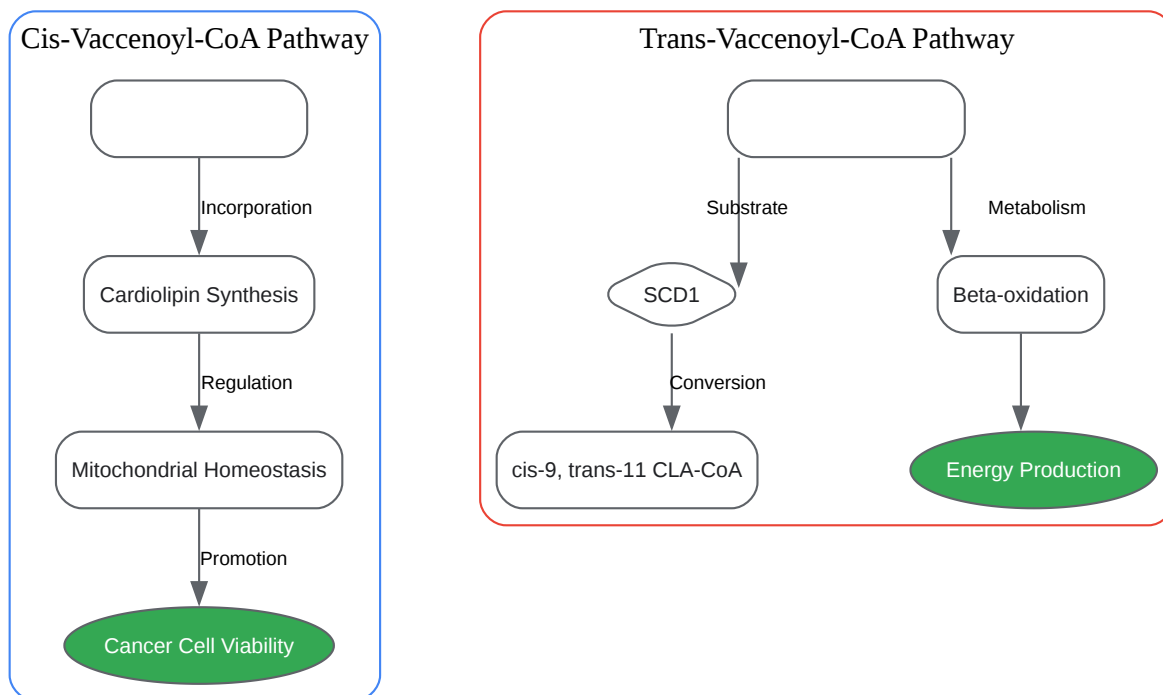 Cis-Vaccenoyl-CoA Pathway
Incorporation
Cardiolipin Synthesis
Regulation
Mitochondrial Homeostasis
Promotion
Cancer Cell Viability
Trans-Vaccenoyl-CoA Pathway
Substrate
Metabolism
SCD1
Beta-oxidation
Conversion
cis-9, trans-11 CLA-CoA
Energy Production